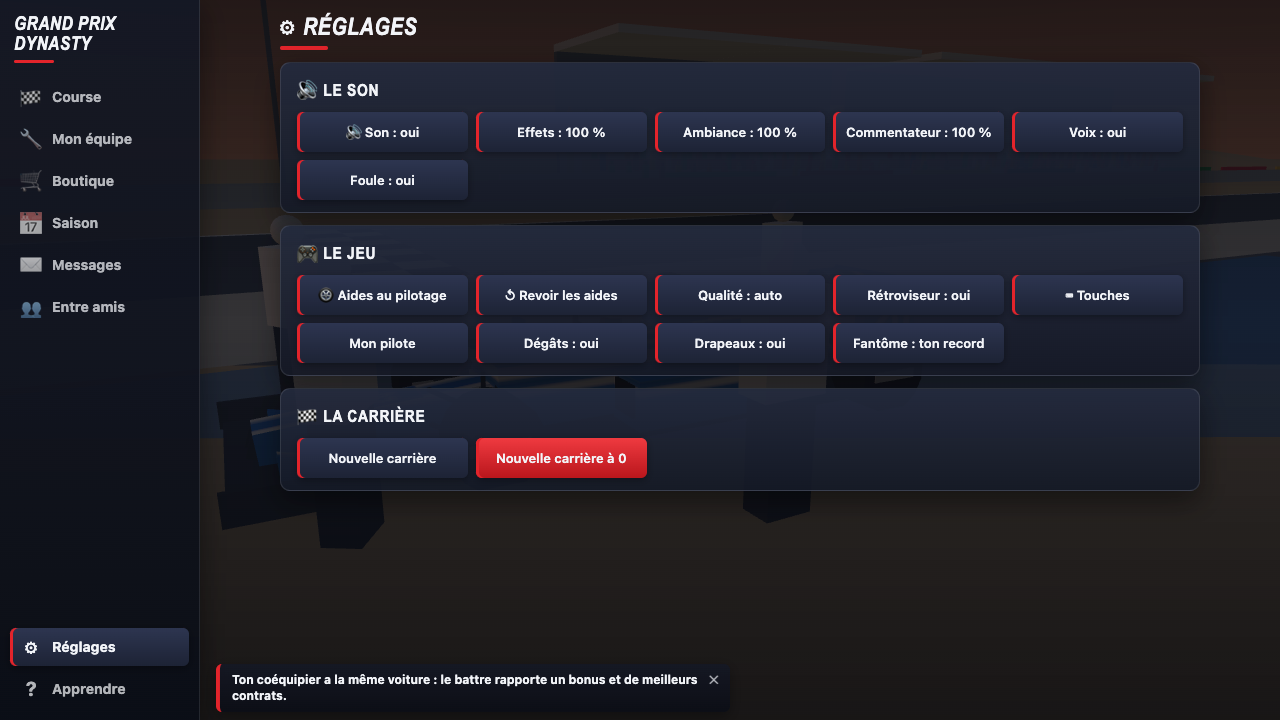 GRAND PRIX
DYNASTY
Course
Mon équipe
Boutique
17
Saison
Messages
Entre amis
Réglages
? Apprendre
RÉGLAGES
LE SON
Son : oui
Effets : 100 %
Ambiance : 100 %
Commentateur : 100 %
Voix : oui
Foule : oui
LE JEU
Aides au pilotage
Revoir les aides
Qualité : auto
Rétroviseur : oui
Touches
Mon pilote
Dégâts : oui
Drapeaux : oui
Fantôme : ton record
LA CARRIÈRE
Nouvelle carrière
Nouvelle carrière à 0
Ton coéquipier a la même voiture : le battre rapporte un bonus et de meilleurs
contrats.